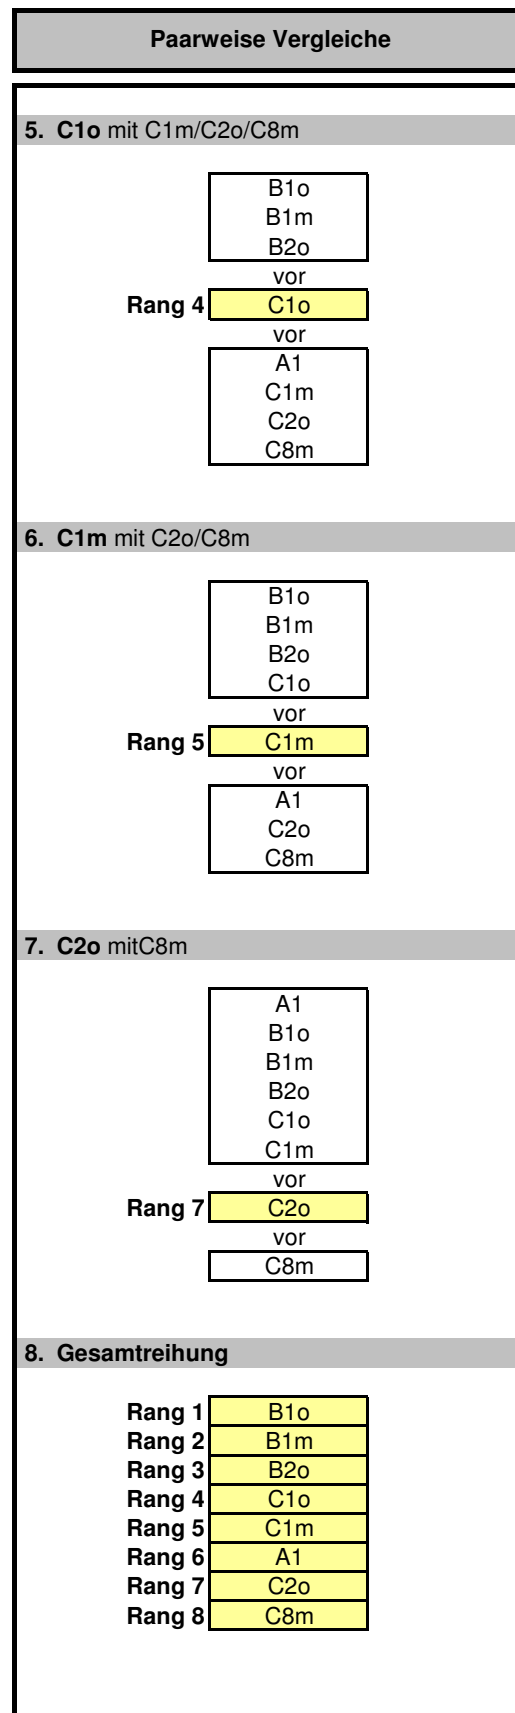 Paarweise Vergleiche
5. C1o mit C1m/C2o/C8m
B1o
B1m
B2o
vor
Rang 4 C1o
vor
A1
C1m
C2o
C8m
6. C1m mit C2o/C8m
B1o
B1m
B2o
C1o
vor
Rang 5 C1m
vor
A1
C2o
C8m
7. C2o mitC8m
A1
B1o
B1m
B2o
C1o
C1m
vor
Rang 7 C2o
vor
C8m
8. Gesamtreihung
Rang 1 B1o
Rang 2 B1m
Rang 3 B2o
Rang 4 C1o
Rang 5 C1m
Rang 6 A1
Rang 7 C2o
Rang 8 C8m